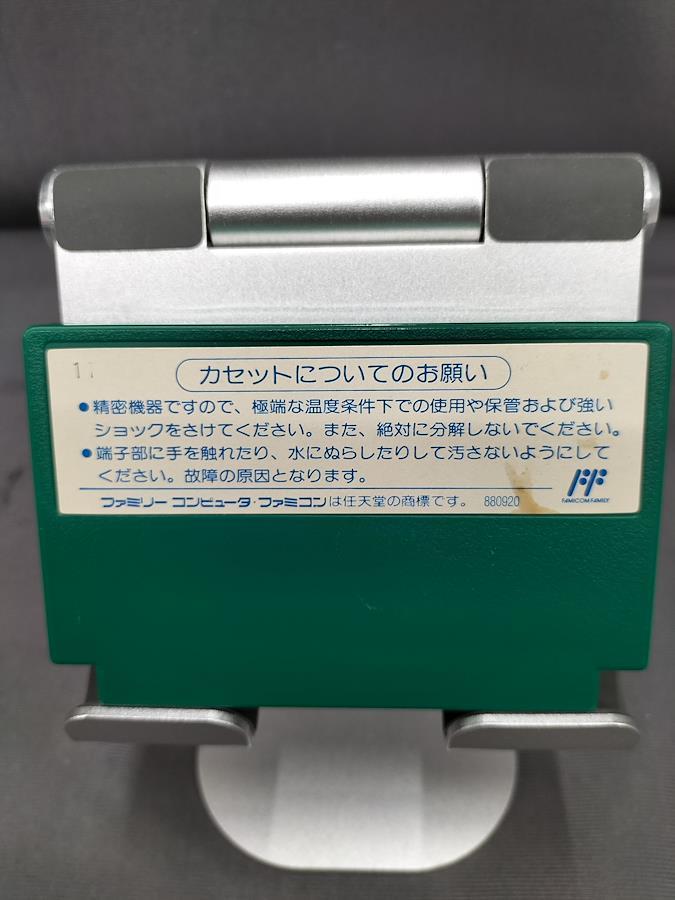 11
カセットについてのお願い
●精密機器ですので、極端な温度条件下での使用や保管および強い
ショックをさけてください。また、絶対に分解しないでください。
●端子部に手を触れたり、水にぬらしたりして汚さないようにして
ください。故障の原因となります。
ファミリー コンピュータ・ファミコンは任天堂の商標です。 880920
FF
FAMICOM FAMILY